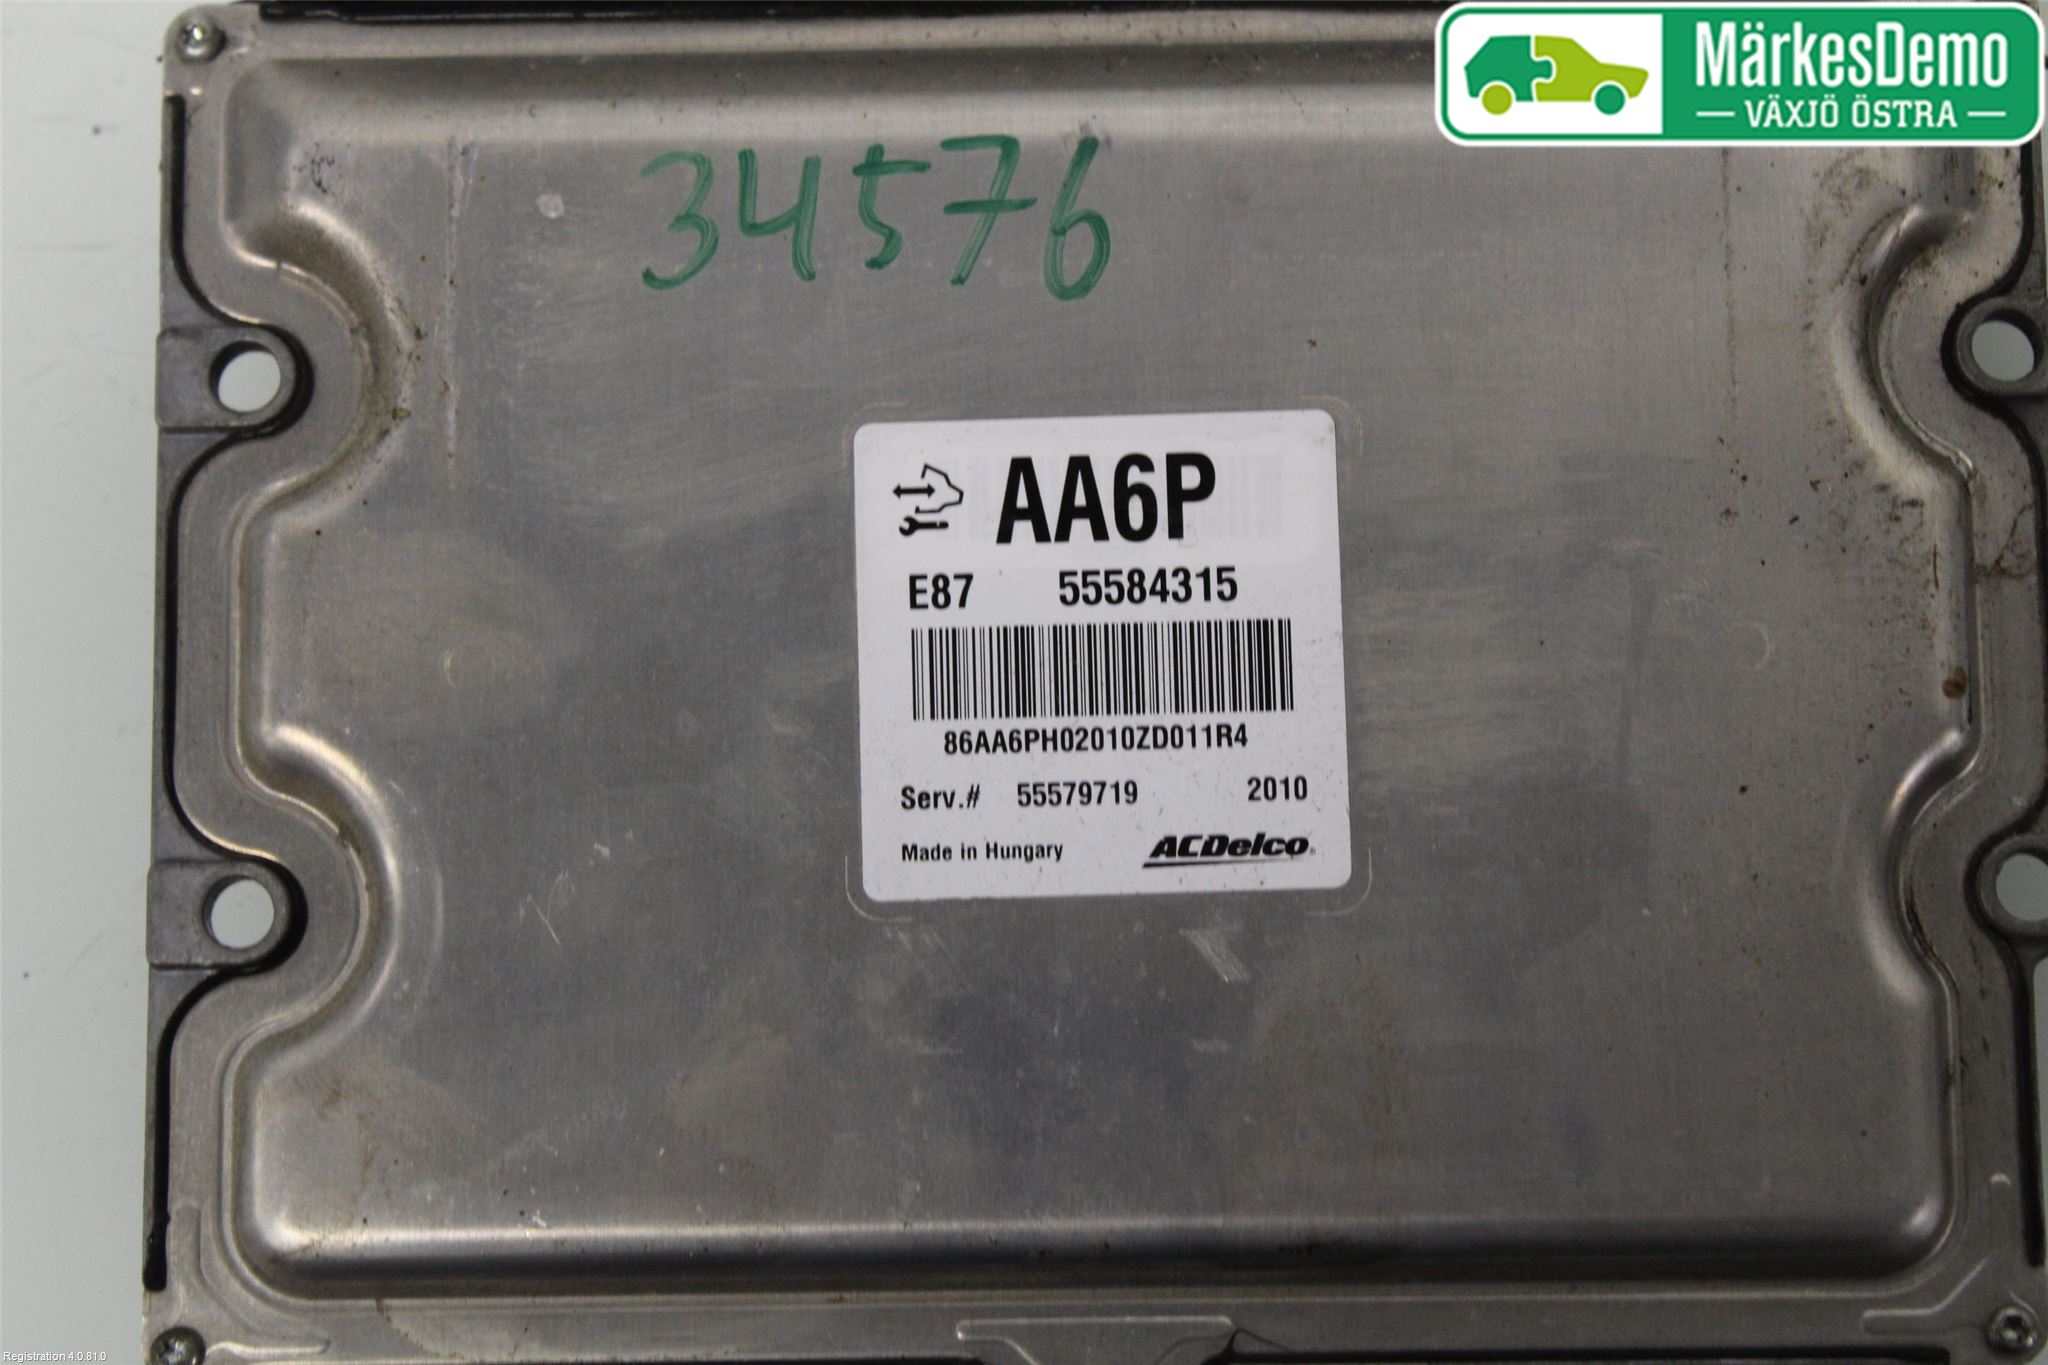 MärkesDemo
VÄXJÖ ÖSTRA
34576
AA6P
E87 55584315
86AA6PH02010ZD011R4
Serv.# 55579719 2010
Made in Hungary ACDelco
Registration 4.0.81.0